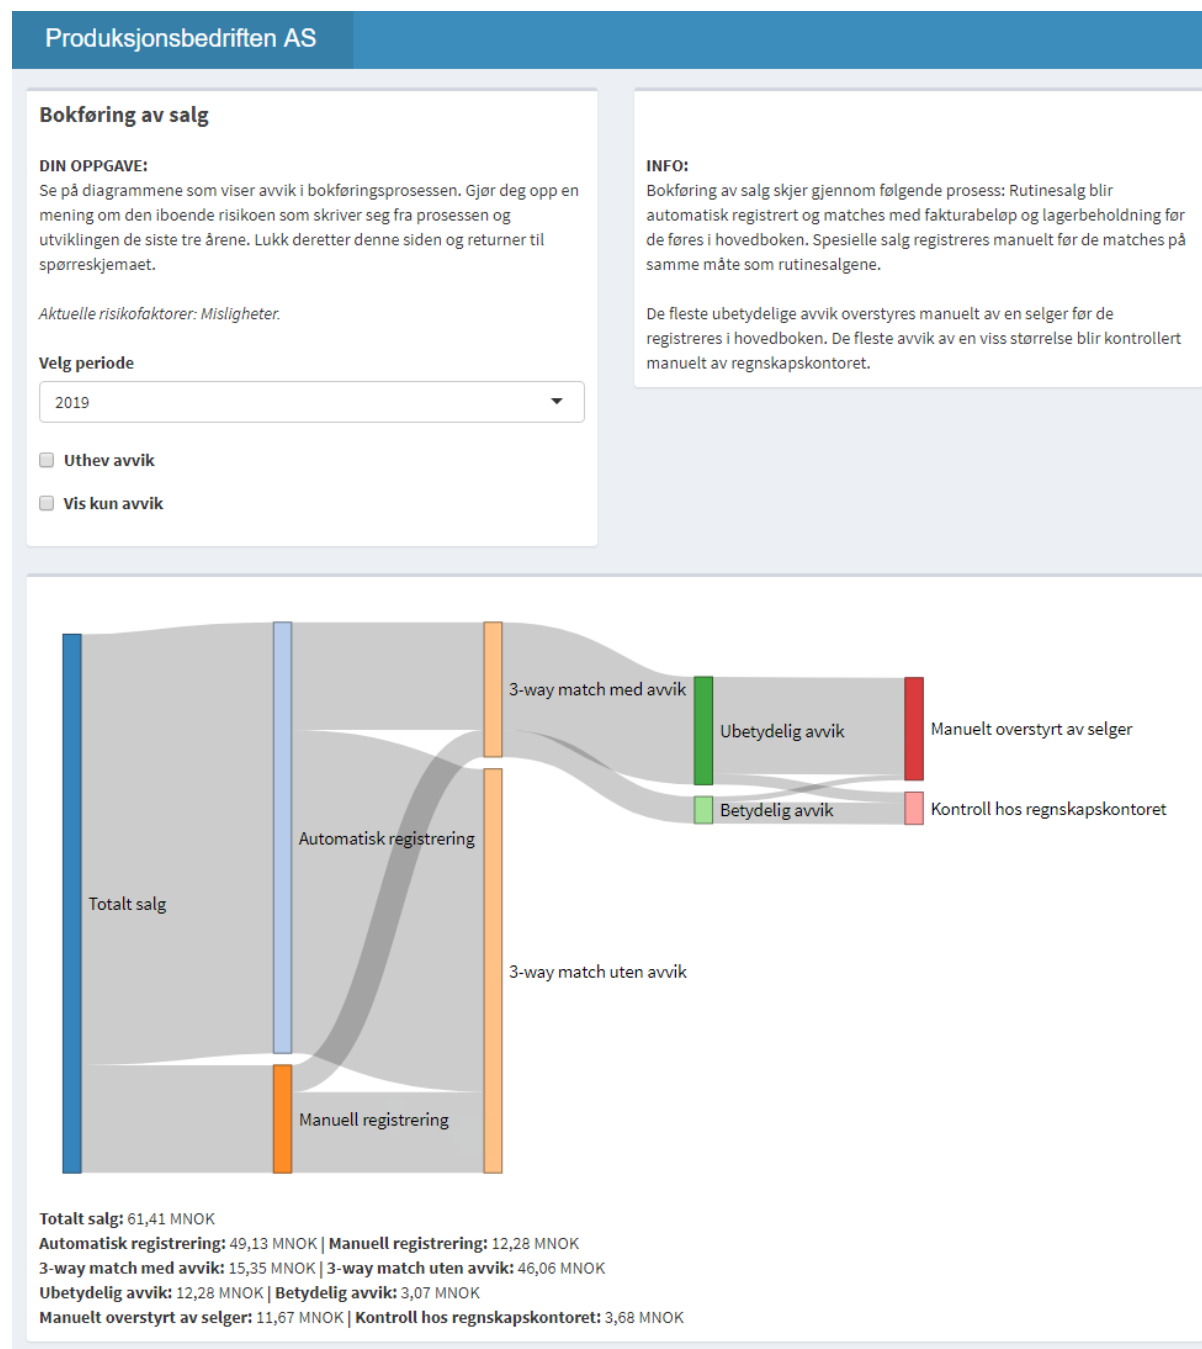 Produksjonsbedriften AS
Bokføring av salg
DIN OPPGAVE:
Se på diagrammene som viser avvik i bokføringsprosessen. Gjør deg opp en
mening om den iboende risikoen som skriver seg fra prosessen og
utviklingen de siste tre årene. Lukk deretter denne siden og returner til
spørreskjemaet.
Aktuelle risikofaktorer: Misligheter.
Velg periode
2019
Uthev avvik
Vis kun avvik
INFO:
Bokføring av salg skjer gjennom følgende prosess: Rutinesalg blir
automatisk registrert og matches med fakturabeløp og lagerbeholdning før
de føres i hovedboken. Spesielle salg registreres manuelt før de matches på
samme måte som rutinesalgene.
De fleste ubetydelige avvik overstyres manuelt av en selger før de
registreres i hovedboken. De fleste avvik av en viss størrelse blir kontrollert
manuelt av regnskapskontoret.
Totalt salg
Automatisk registrering
Manuell registrering
3-way match med avvik
3-way match uten avvik
Ubetydelig avvik
Betydelig avvik
Manuelt overstyrt av selger
Kontroll hos regnskapskontoret
Totalt salg: 61,41 MNOK
Automatisk registrering: 49,13 MNOK | Manuell registrering: 12,28 MNOK
3-way match med avvik: 15,35 MNOK | 3-way match uten avvik: 46,06 MNOK
Ubetydelig avvik: 12,28 MNOK | Betydelig avvik: 3,07 MNOK
Manuelt overstyrt av selger: 11,67 MNOK | Kontroll hos regnskapskontoret: 3,68 MNOK